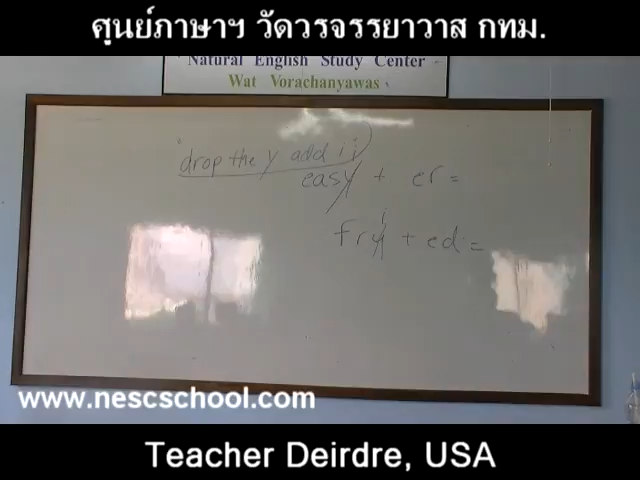 ศูนย์ภาษาฯ วัดวรจรรยาวาส กทม.
Natural English Study Center
Wat Vorachanyawas
drop the y add i
easy + er =
i
fry + ed =
www.nescschool.com
Teacher Deirdre, USA